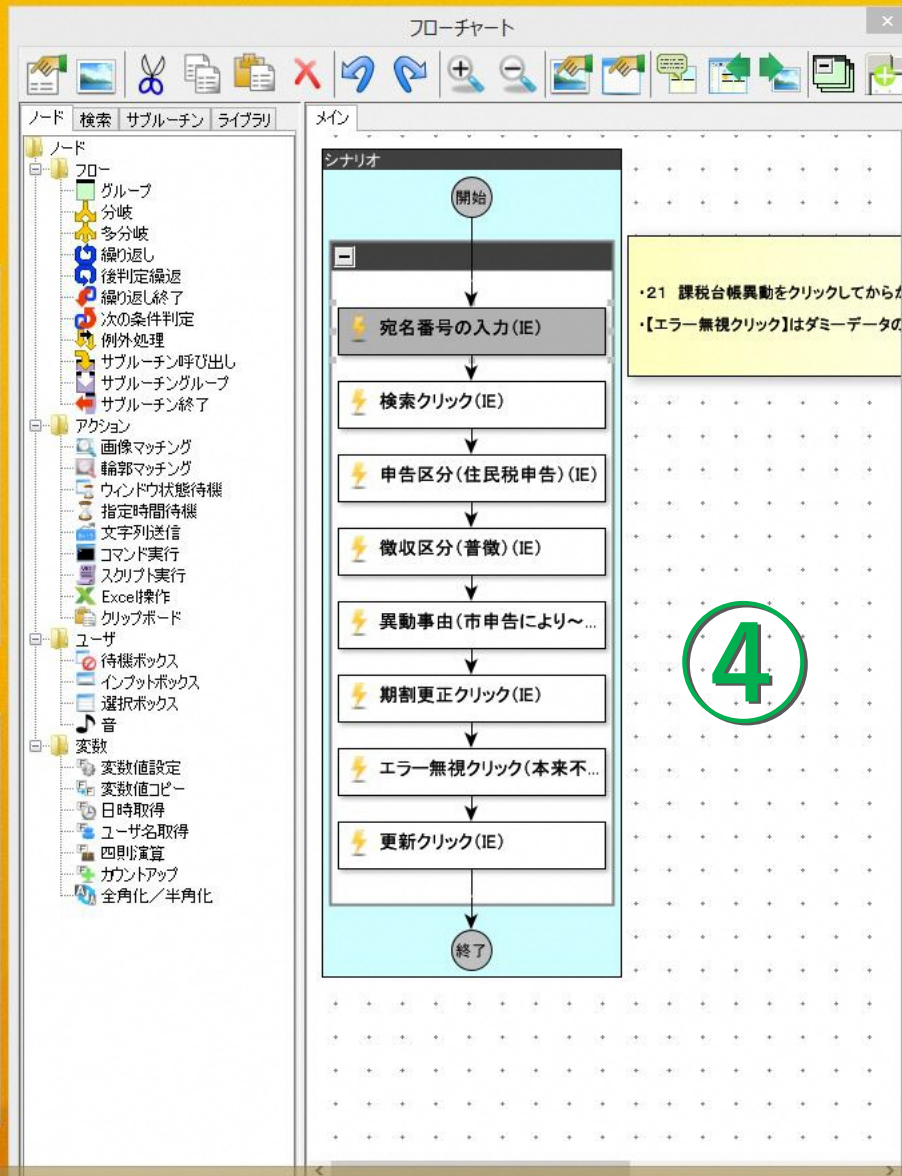 フローチャート
ノード 検索 サブルーチン ライブラリ
メイン
ノード
フロー
グループ
分岐
多分岐
繰り返し
後判定繰返
繰り返し終了
次の条件判定
例外処理
サブルーチン呼び出し
サブルーチングループ
サブルーチン終了
アクション
画像マッチング
輪郭マッチング
ウィンドウ状態待機
指定時間待機
文字列送信
コマンド実行
スクリプト実行
Excel操作
クリップボード
ユーザ
待機ボックス
インプットボックス
選択ボックス
音
変数
変数値設定
変数値コピー
日時取得
ユーザ名取得
四則演算
カウントアップ
全角化/半角化
シナリオ
開始
宛名番号の入力(IE)
検索クリック(IE)
申告区分(住民税申告)(IE)
徴収区分(普徴)(IE)
異動事由(市申告により~...
期割更正クリック(IE)
エラー無視クリック(本来不...
更新クリック(IE)
終了
・21 課税台帳異動をクリックしてから
・【エラー無視クリック】はダミーデータの
④